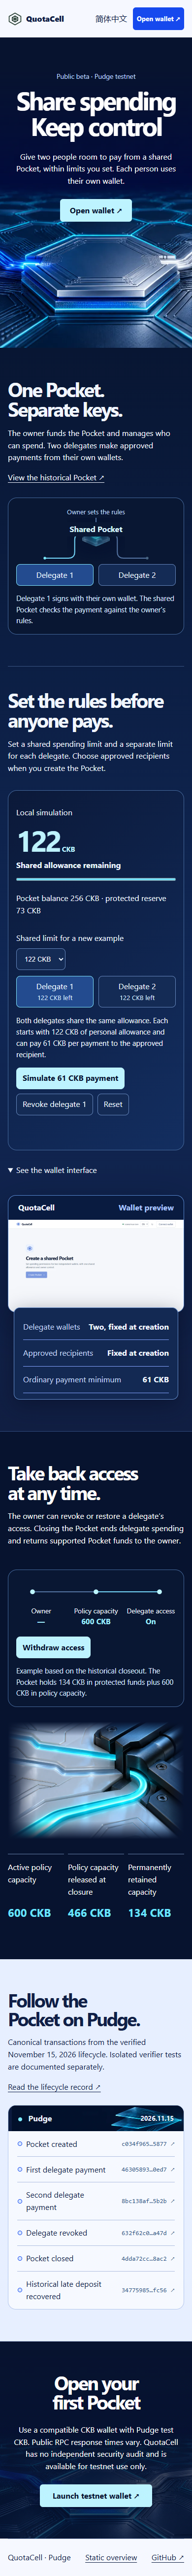 QuotaCell
简体中文
Open wallet ↗
Public beta · Pudge testnet
Share spending
Keep control
Give two people room to pay from a shared
Pocket, within limits you set. Each person uses
their own wallet.
Open wallet ↗
One Pocket.
Separate keys.
The owner funds the Pocket and manages who
can spend. Two delegates make approved
payments from their own wallets.
View the historical Pocket ↗
Owner sets the rules
Shared Pocket
Delegate 1
Delegate 2
Delegate 1 signs with their own wallet. The shared
Pocket checks the payment against the owner's
rules.
Set the rules before
anyone pays.
Set a shared spending limit and a separate limit
for each delegate. Choose approved recipients
when you create the Pocket.
Local simulation
122 CKB
Shared allowance remaining
Pocket balance 256 CKB · protected reserve
73 CKB
Shared limit for a new example
122 CKB
Delegate 1
122 CKB left
Delegate 2
122 CKB left
Both delegates share the same allowance. Each
starts with 122 CKB of personal allowance and
can pay 61 CKB per payment to the approved
recipient.
Simulate 61 CKB payment
Revoke delegate 1
Reset
▼ See the wallet interface
QuotaCell
Wallet preview
Create a shared Pocket
Delegate wallets
Two, fixed at creation
Approved recipients
Fixed at creation
Ordinary payment minimum
61 CKB
Take back access
at any time.
The owner can revoke or restore a delegate's
access. Closing the Pocket ends delegate spending
and returns supported Pocket funds to the owner.
Owner
—
Policy capacity
600 CKB
Delegate access
On
Withdraw access
Example based on the historical closeout. The
Pocket holds 134 CKB in protected funds plus 600
CKB in policy capacity.
Active policy
capacity
600 CKB
Policy capacity
released at
closure
466 CKB
Permanently
retained
capacity
134 CKB
Follow the
Pocket on Pudge.
Canonical transactions from the verified
November 15, 2026 lifecycle. Isolated verifier tests
are documented separately.
Read the lifecycle record ↗
Pudge
2026.11.15
Pocket created
c034f965…5877 ↗
First delegate payment
46305893…0ed7 ↗
Second delegate
payment
8bc138af…5b2b ↗
Delegate revoked
632f62c0…a47d ↗
Pocket closed
4dda72cc…8ac2 ↗
Historical late deposit
recovered
34775985…fc56 ↗
Open your
first Pocket
Use a compatible CKB wallet with Pudge test
CKB. Public RPC response times vary. QuotaCell
has no independent security audit and is
available for testnet use only.
Launch testnet wallet ↗
QuotaCell · Pudge
Static overview
GitHub ↗